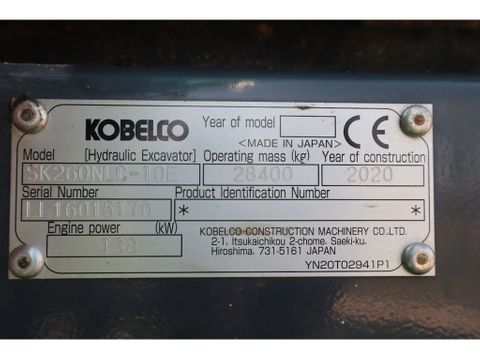 KOBELCO Year of model
<MADE IN JAPAN> CE
Model [Hydraulic Excavator] Operating mass (kg) Year of construction
SK260NLC-10E 28400 2020
Serial Number Product Identification Number
LL16015170 * *
Engine power (kW)
138
KOBELCO CONSTRUCTION MACHINERY CO.,LTD.
2-1, Itsukaichikou 2-chome, Saeki-ku,
Hiroshima, 731-5161 JAPAN
YN20T02941P1